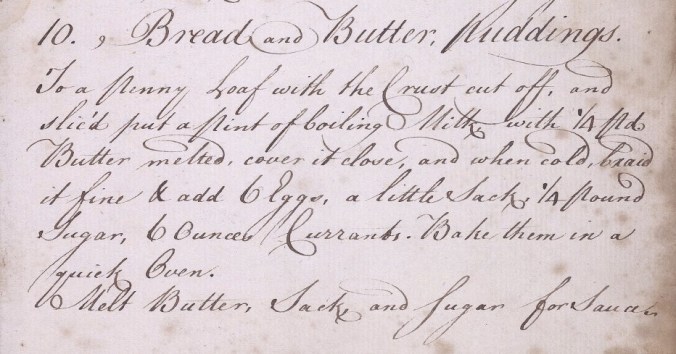 10. , Bread and Butter, Puddings.
To a penny Loaf with the Crust cut off, and
slic'd put a pint of boiling Milk, with ¼ pd
Butter melted, cover it close, and when cold, braid
it fine & add 6 Eggs, a little Sack, ¼ pound
Sugar, 6 Ounces Currants. Bake them in a
quick Oven.
Melt Butter, Sack, and Sugar for Sauce